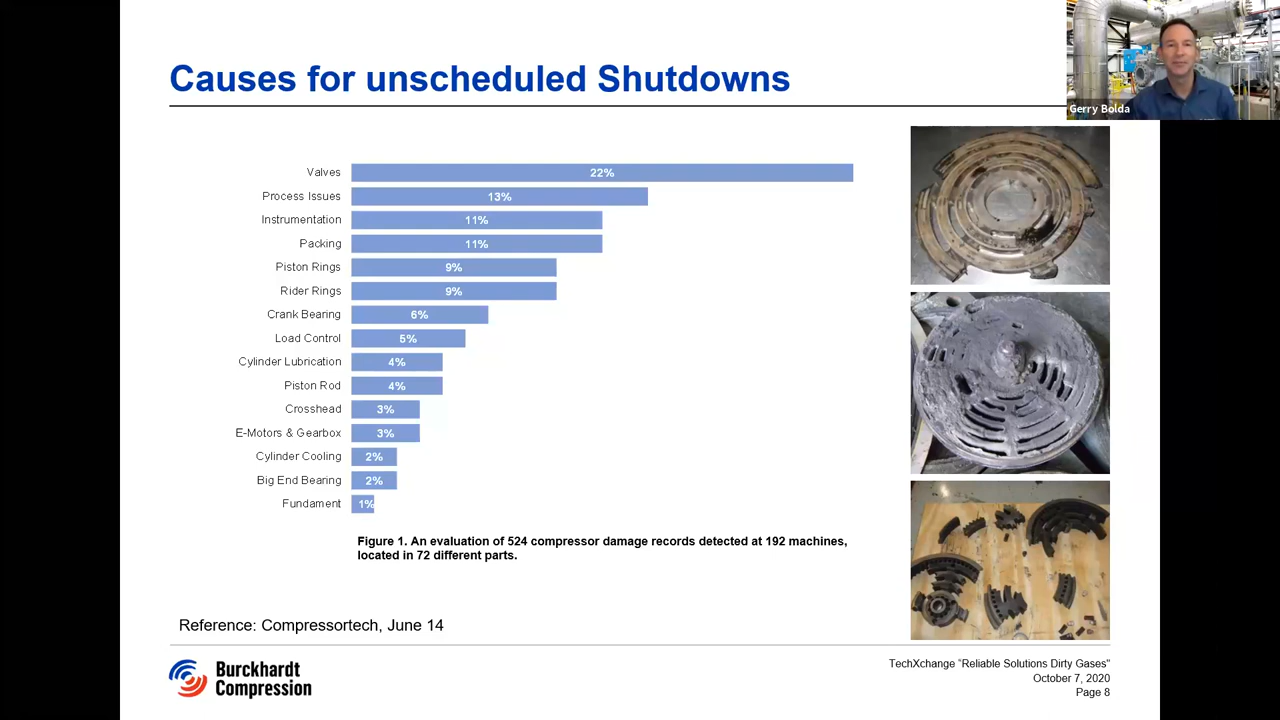 Causes for unscheduled Shutdowns
Gerry Bolda
Valves 22%
Process Issues 13%
Instrumentation 11%
Packing 11%
Piston Rings 9%
Rider Rings 9%
Crank Bearing 6%
Load Control 5%
Cylinder Lubrication 4%
Piston Rod 4%
Crosshead 3%
E-Motors & Gearbox 3%
Cylinder Cooling 2%
Big End Bearing 2%
Fundament 1%
Figure 1. An evaluation of 524 compressor damage records detected at 192 machines,
located in 72 different parts.
Reference: Compressortech, June 14
Burckhardt
Compression
TechXchange "Reliable Solutions Dirty Gases"
October 7, 2020
Page 8